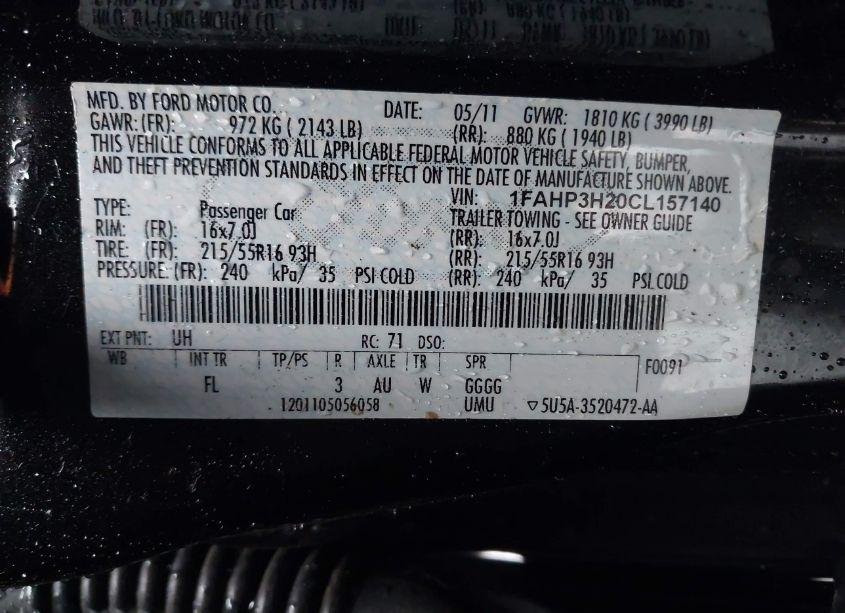 MFD. BY FORD MOTOR CO. DATE: 05/11 GVWR: 1810 KG ( 3990 LB)
GAWR: (FR): 972 KG ( 2143 LB) (RR): 880 KG ( 1940 LB)
THIS VEHICLE CONFORMS TO ALL APPLICABLE FEDERAL MOTOR VEHICLE SAFETY, BUMPER,
AND THEFT PREVENTION STANDARDS IN EFFECT ON THE DATE OF MANUFACTURE SHOWN ABOVE.
VIN: 1FAHP3H20CL157140
TYPE: Passenger Car TRAILER TOWING - SEE OWNER GUIDE
RIM: (FR): 16x7.0J (RR): 16x7.0J
TIRE: (FR): 215/55R16 93H (RR): 215/55R16 93H
PRESSURE: (FR): 240 kPa/ 35 PSI COLD (RR): 240 kPa/ 35 PSI COLD
EXT PNT: UH RC: 71 DSO:
WB INT TR TP/PS R AXLE TR SPR F0091
FL 3 AU W GGGG
1201105056058 UMU ▽5U5A-3520472-AA